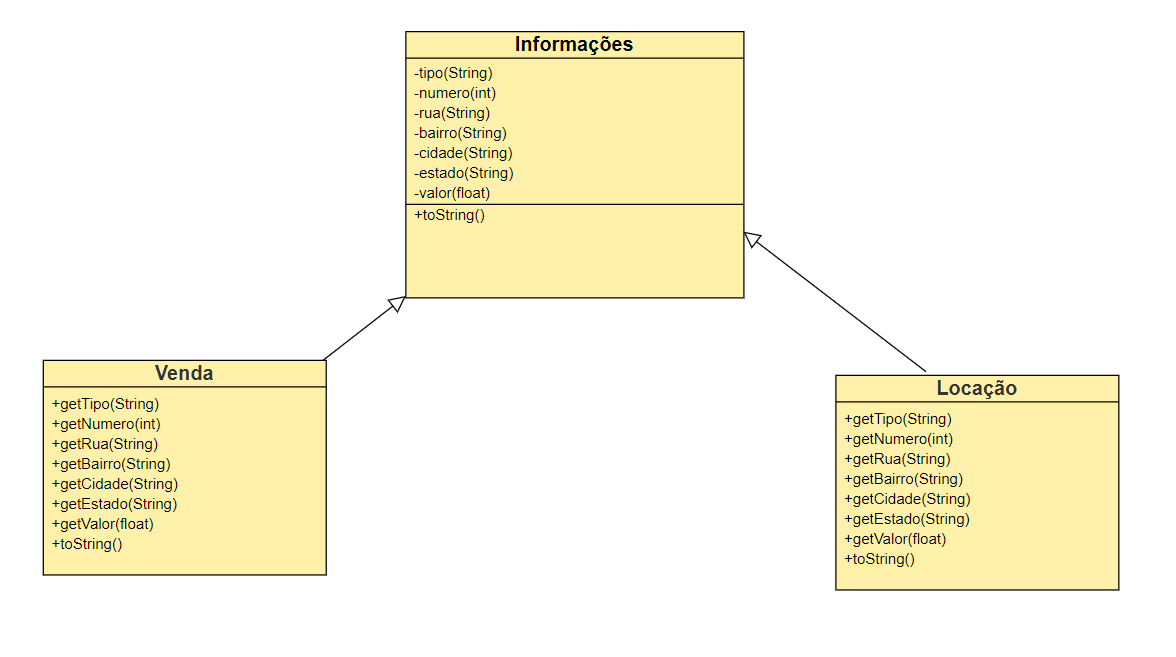 Informações
-tipo(String)
-numero(int)
-rua(String)
-bairro(String)
-cidade(String)
-estado(String)
-valor(float)
+toString()
Venda
+getTipo(String)
+getNumero(int)
+getRua(String)
+getBairro(String)
+getCidade(String)
+getEstado(String)
+getValor(float)
+toString()
Locação
+getTipo(String)
+getNumero(int)
+getRua(String)
+getBairro(String)
+getCidade(String)
+getEstado(String)
+getValor(float)
+toString()